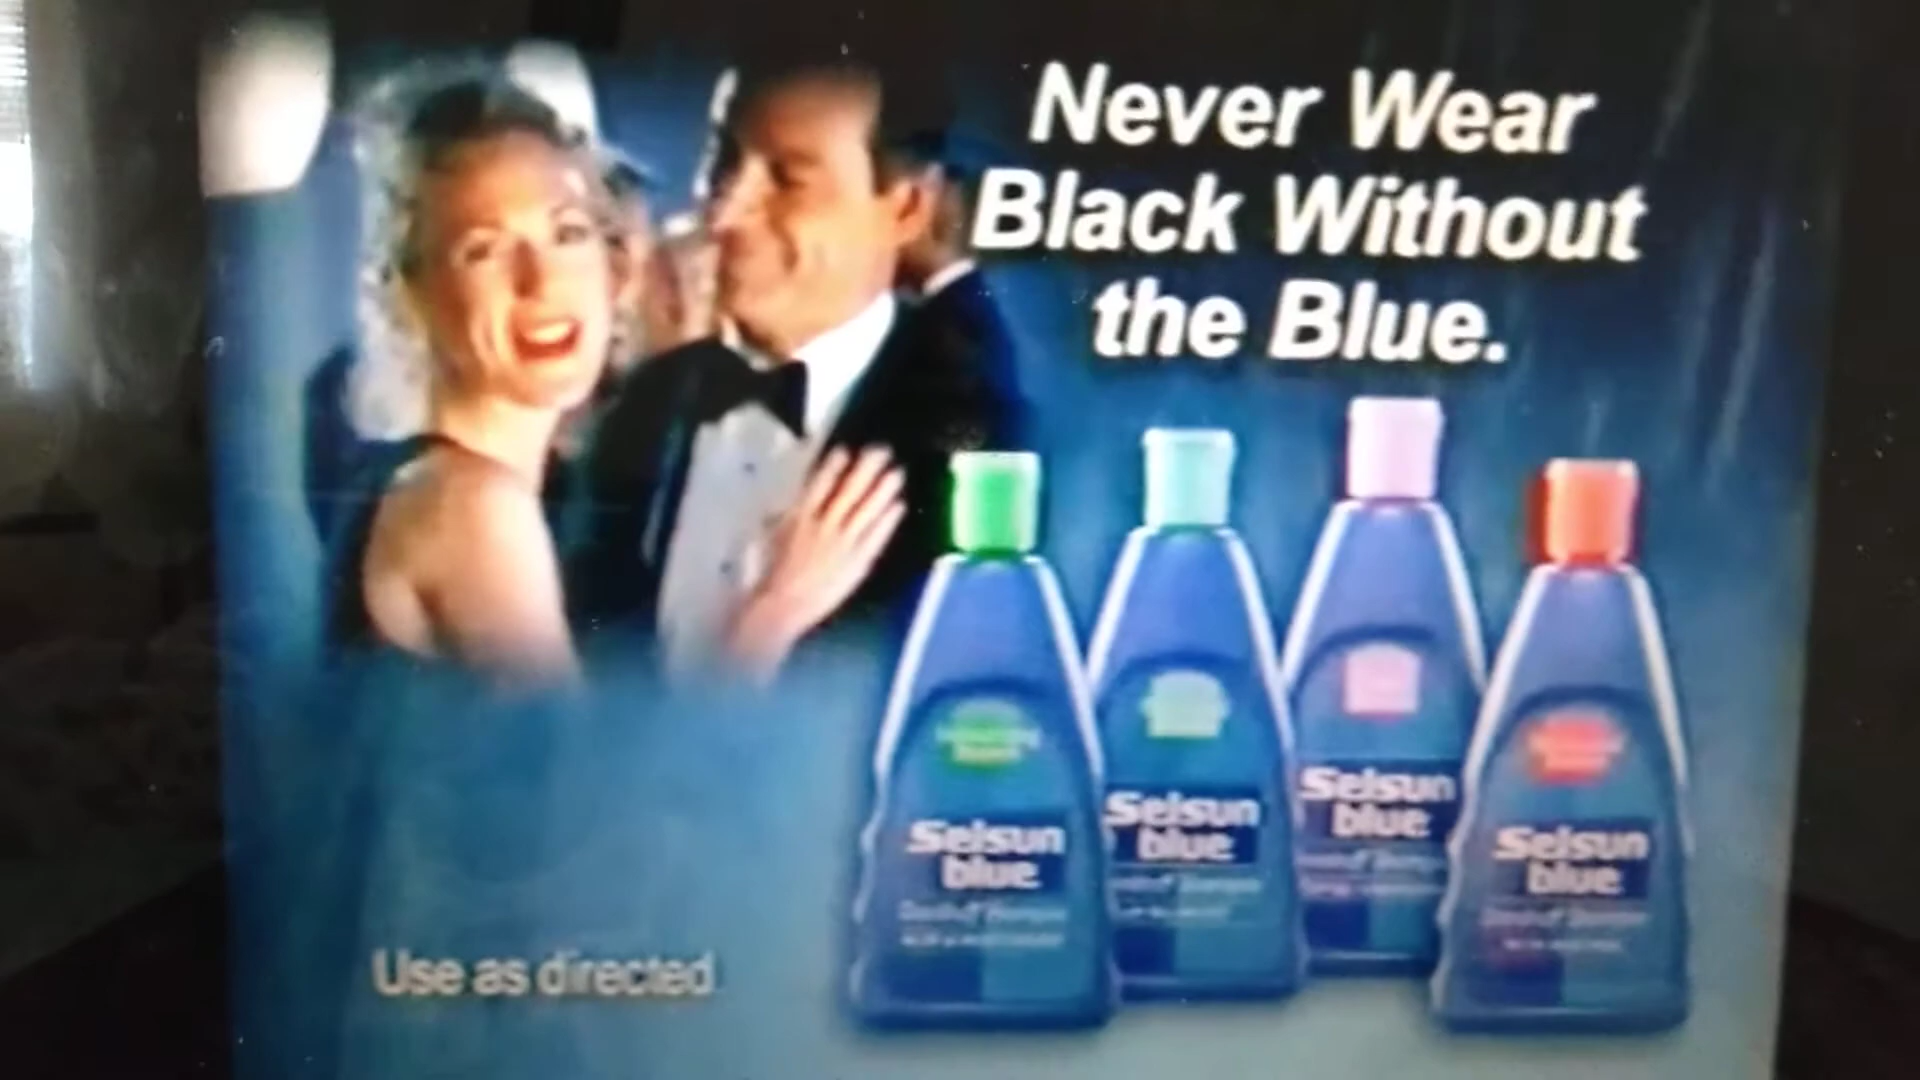 Never Wear
Black Without
the Blue.
Selsun
blue
Selsun
blue
Selsun
blue
Selsun
blue
Use as directed.